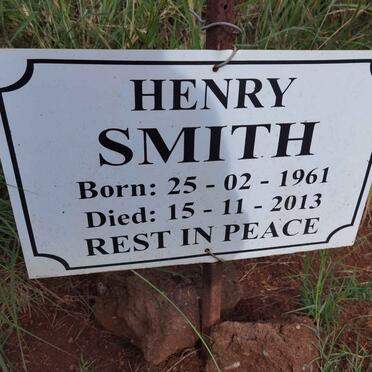 HENRY
SMITH
Born: 25 - 02 - 1961
Died: 15 - 11 - 2013
REST IN PEACE